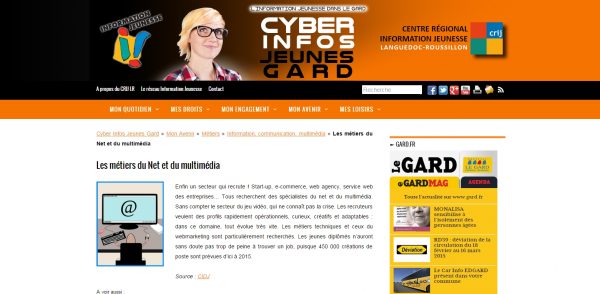 INFORMATION
JEUNESSE
L'INFORMATION JEUNESSE DANS LE GARD
CYBER
INFOS
JEUNES
GARD
CENTRE RÉGIONAL
INFORMATION JEUNESSE
LANGUEDOC-ROUSSILLON
crij
A propos du CRIJ LR Le réseau Information Jeunesse Contact
Recherche
MON QUOTIDIEN MES DROITS MON ENGAGEMENT MON AVENIR MES LOISIRS
Cyber Infos Jeunes Gard » Mon Avenir » Métiers » Information, communication, multimédia » Les métiers du
Net et du multimédia
Les métiers du Net et du multimédia
@
Enfin un secteur qui recrute ! Start-up, e-commerce, web agency, service web
des entreprises... Tous recherchent des spécialistes du net et du multimédia.
Sans compter le secteur du jeu vidéo, qui ne connaît pas la crise. Les recruteurs
veulent des profils rapidement opérationnels, curieux, créatifs et adaptables :
dans ce domaine, tout évolue très vite. Les métiers techniques et ceux du
webmarketing sont particulièrement recherchés. Les jeunes diplômés n'auront
sans doute pas trop de peine à trouver un job, puisque 450 000 créations de
poste sont prévues d'ici à 2015.
Source : CIDJ
A voir aussi
GARD.FR
Le GARD
LE GARD
GARDMAG
AGENDA
Toute l'actualité sur www.gard.fr
MONALISA
sensibilise à
l'isolement des
personnes agées
Déviation
RD39 : déviation de la
circulation du 18
février au 16 mars
2015
Le Car Info EDGARD
présent dans votre
commune